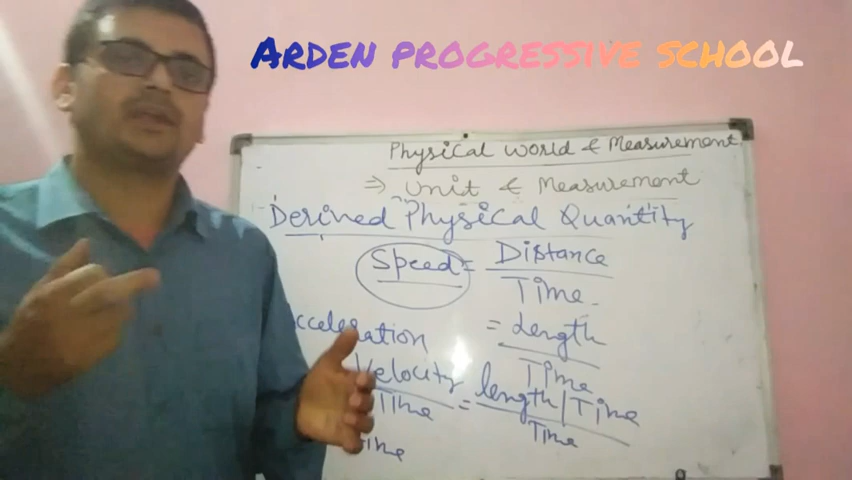 ARDEN PROGRESSIVE SCHOOL
Physical World & Measurement
⇒ Unit & Measurement
Derived Physical Quantity
Speed = Distance
Time
cceleration = Length
Time
Velocity = length/Time
Time Time
ime